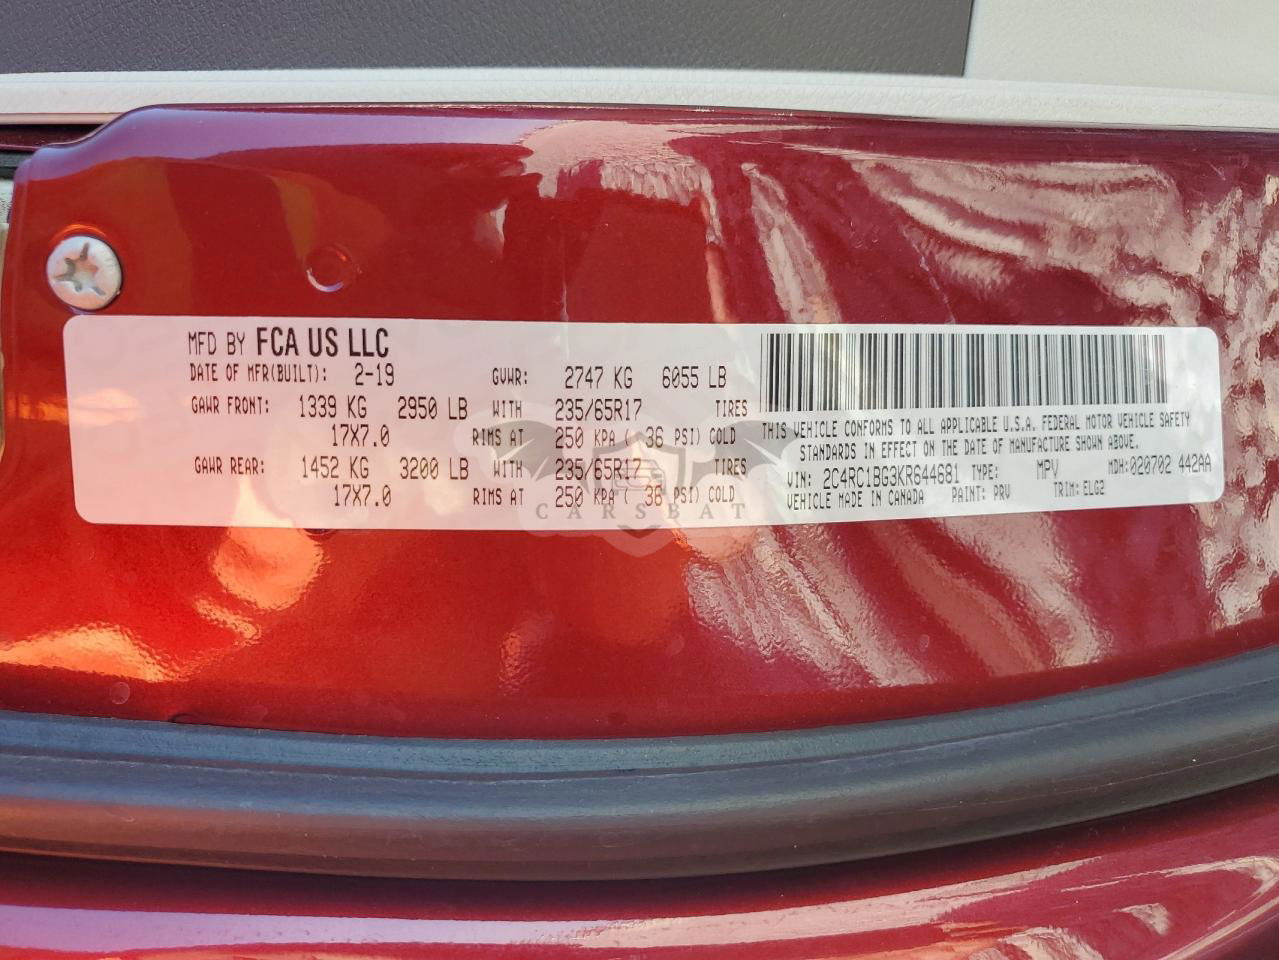 MFD BY FCA US LLC
DATE OF MFR(BUILT): 2-19 GVWR: 2747 KG 6055 LB
GAWR FRONT: 1339 KG 2950 LB WITH 235/65R17 TIRES
17X7.0 RIMS AT 250 KPA ( 36 PSI) COLD
GAWR REAR: 1452 KG 3200 LB WITH 235/65R17 TIRES
17X7.0 RIMS AT 250 KPA ( 36 PSI) COLD
THIS VEHICLE CONFORMS TO ALL APPLICABLE U.S.A. FEDERAL MOTOR VEHICLE SAFETY
STANDARDS IN EFFECT ON THE DATE OF MANUFACTURE SHOWN ABOVE.
VIN: 2C4RC1BG3KR644681 TYPE: MPV MDH:020702 442AA
VEHICLE MADE IN CANADA PAINT: PRV TRIM: ELG2
CARSBAT